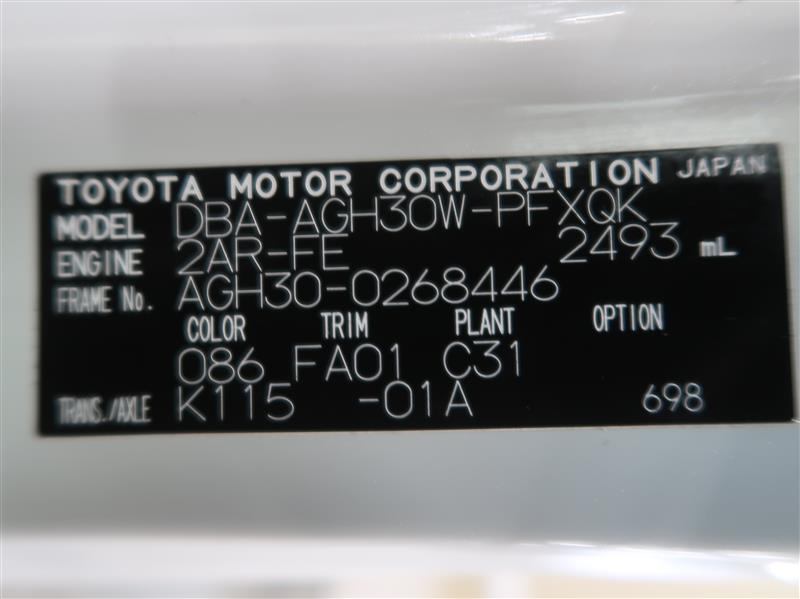 TOYOTA MOTOR CORPORATION JAPAN
MODEL DBA-AGH30W-PFXQK
ENGINE 2AR-FE 2493 mL
FRAME No. AGH30-0268446
COLOR TRIM PLANT OPTION
086 FA01 C31
TRANS./AXLE K115 -01A 698